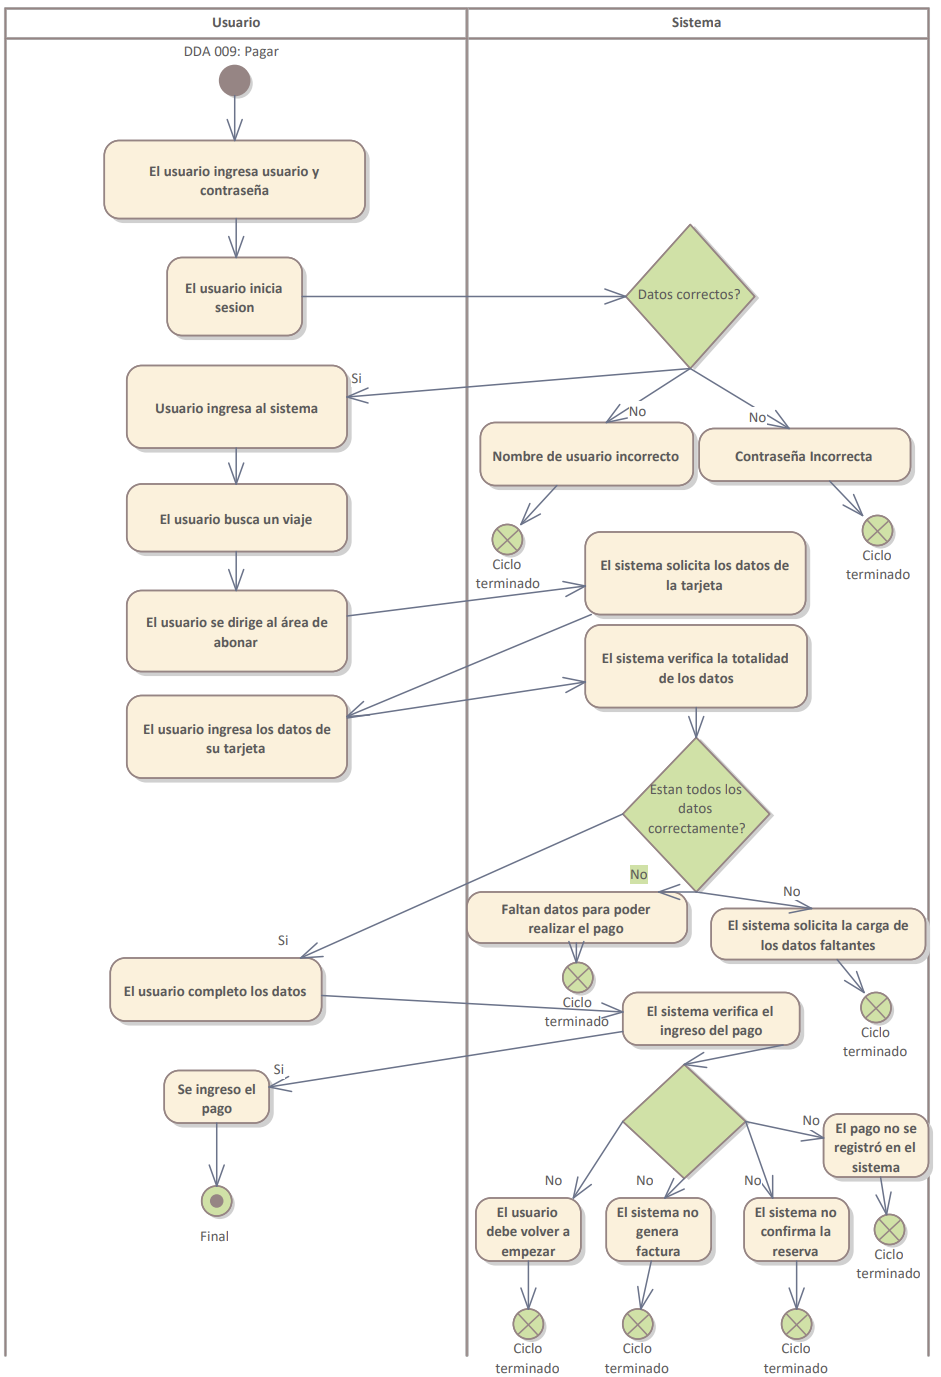 Usuario
Sistema
DDA 009: Pagar
El usuario ingresa usuario y
contraseña
El usuario inicia
sesion
Datos correctos?
Si
Usuario ingresa al sistema
No
No
Nombre de usuario incorrecto
Contraseña Incorrecta
El usuario busca un viaje
Ciclo
terminado
Ciclo
terminado
El sistema solicita los datos de
la tarjeta
El usuario se dirige al área de
abonar
El sistema verifica la totalidad
de los datos
El usuario ingresa los datos de
su tarjeta
Estan todos los
datos
correctamente?
No
No
Faltan datos para poder
realizar el pago
El sistema solicita la carga de
los datos faltantes
Si
El usuario completo los datos
Ciclo
terminado
El sistema verifica el
ingreso del pago
Ciclo
terminado
Si
Se ingreso el
pago
No
El pago no se
registró en el
sistema
No
No
No
El usuario
debe volver a
empezar
El sistema no
genera
factura
El sistema no
confirma la
reserva
Final
Ciclo
terminado
Ciclo
terminado
Ciclo
terminado
Ciclo
terminado